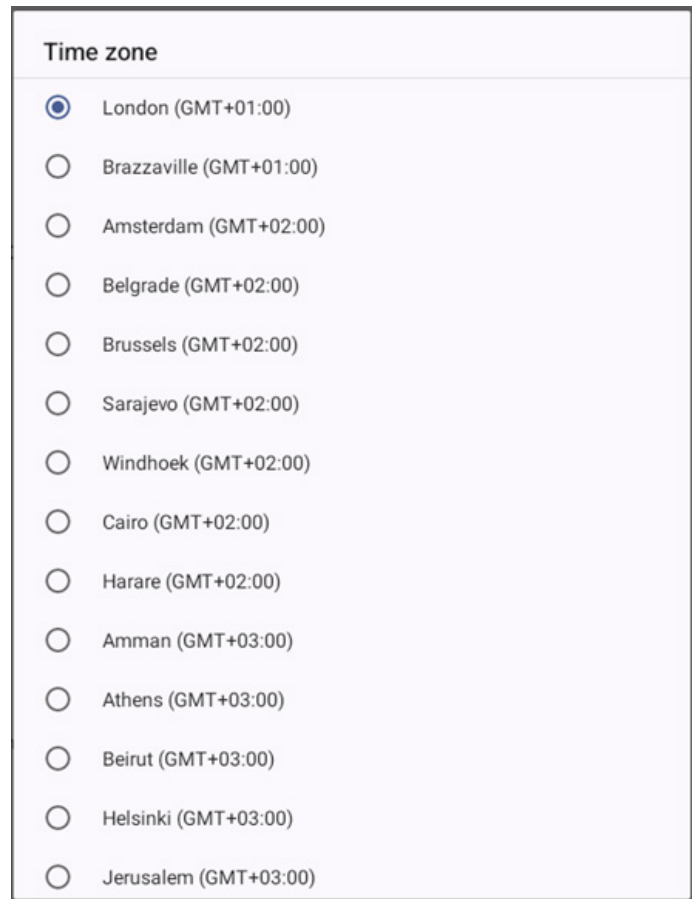 Time zone
London (GMT+01:00)
Brazzaville (GMT+01:00)
Amsterdam (GMT+02:00)
Belgrade (GMT+02:00)
Brussels (GMT+02:00)
Sarajevo (GMT+02:00)
Windhoek (GMT+02:00)
Cairo (GMT+02:00)
Harare (GMT+02:00)
Amman (GMT+03:00)
Athens (GMT+03:00)
Beirut (GMT+03:00)
Helsinki (GMT+03:00)
Jerusalem (GMT+03:00)